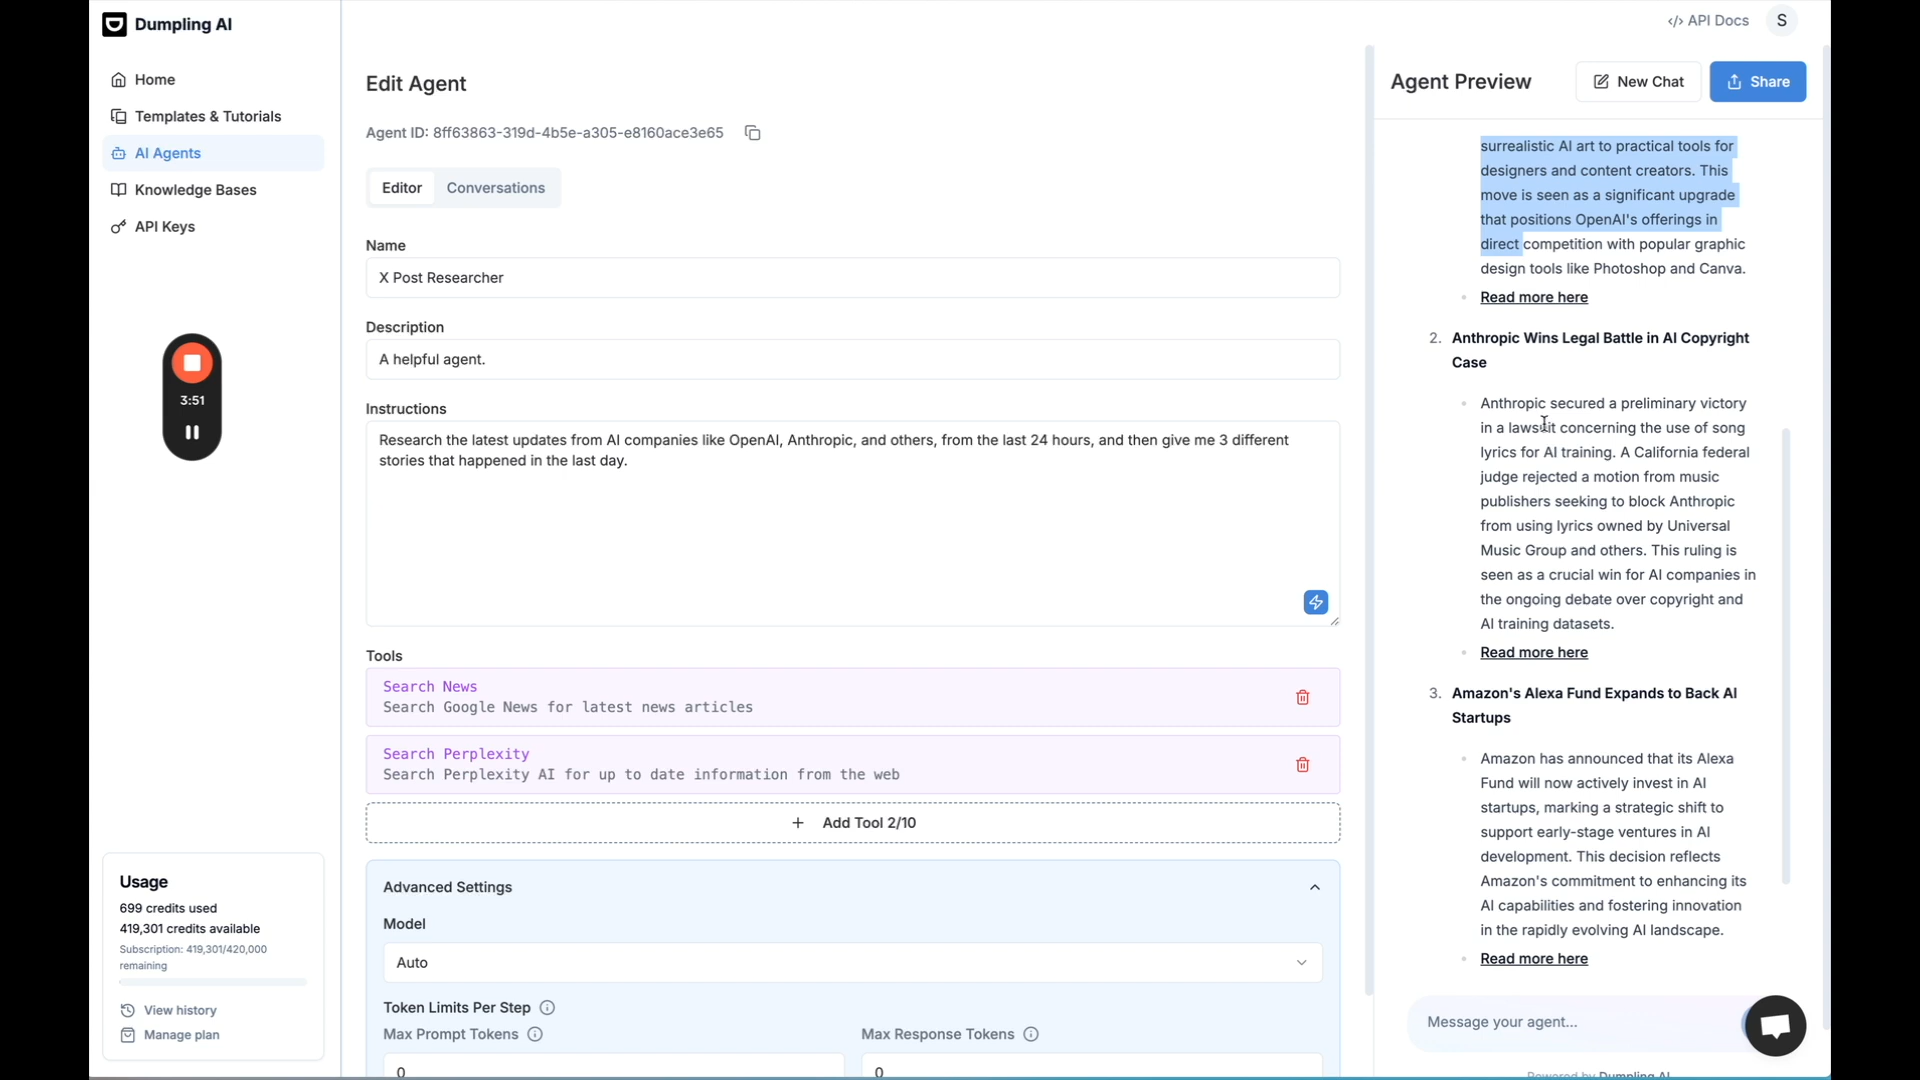 Dumpling AI
Home
Templates & Tutorials
AI Agents
Knowledge Bases
API Keys
3:51
Usage
699 credits used
419,301 credits available
Subscription: 419,301/420,000
remaining
View history
Manage plan
</> API Docs
S
Edit Agent
Agent ID: 8ff63863-319d-4b5e-a305-e8160ace3e65
Editor
Conversations
Name
X Post Researcher
Description
A helpful agent.
Instructions
Research the latest updates from AI companies like OpenAI, Anthropic, and others, from the last 24 hours, and then give me 3 different
stories that happened in the last day.
Tools
Search News
Search Google News for latest news articles
Search Perplexity
Search Perplexity AI for up to date information from the web
+ Add Tool 2/10
Advanced Settings
Model
Auto
Token Limits Per Step
Max Prompt Tokens
Max Response Tokens
0
0
Agent Preview
New Chat
Share
surrealistic AI art to practical tools for
designers and content creators. This
move is seen as a significant upgrade
that positions OpenAI's offerings in
direct competition with popular graphic
design tools like Photoshop and Canva.
Read more here
2. Anthropic Wins Legal Battle in AI Copyright
Case
Anthropic secured a preliminary victory
in a lawsuit concerning the use of song
lyrics for AI training. A California federal
judge rejected a motion from music
publishers seeking to block Anthropic
from using lyrics owned by Universal
Music Group and others. This ruling is
seen as a crucial win for AI companies in
the ongoing debate over copyright and
AI training datasets.
Read more here
3. Amazon's Alexa Fund Expands to Back AI
Startups
Amazon has announced that its Alexa
Fund will now actively invest in AI
startups, marking a strategic shift to
support early-stage ventures in AI
development. This decision reflects
Amazon's commitment to enhancing its
AI capabilities and fostering innovation
in the rapidly evolving AI landscape.
Read more here
Message your agent...
Powered by Dumpling AI